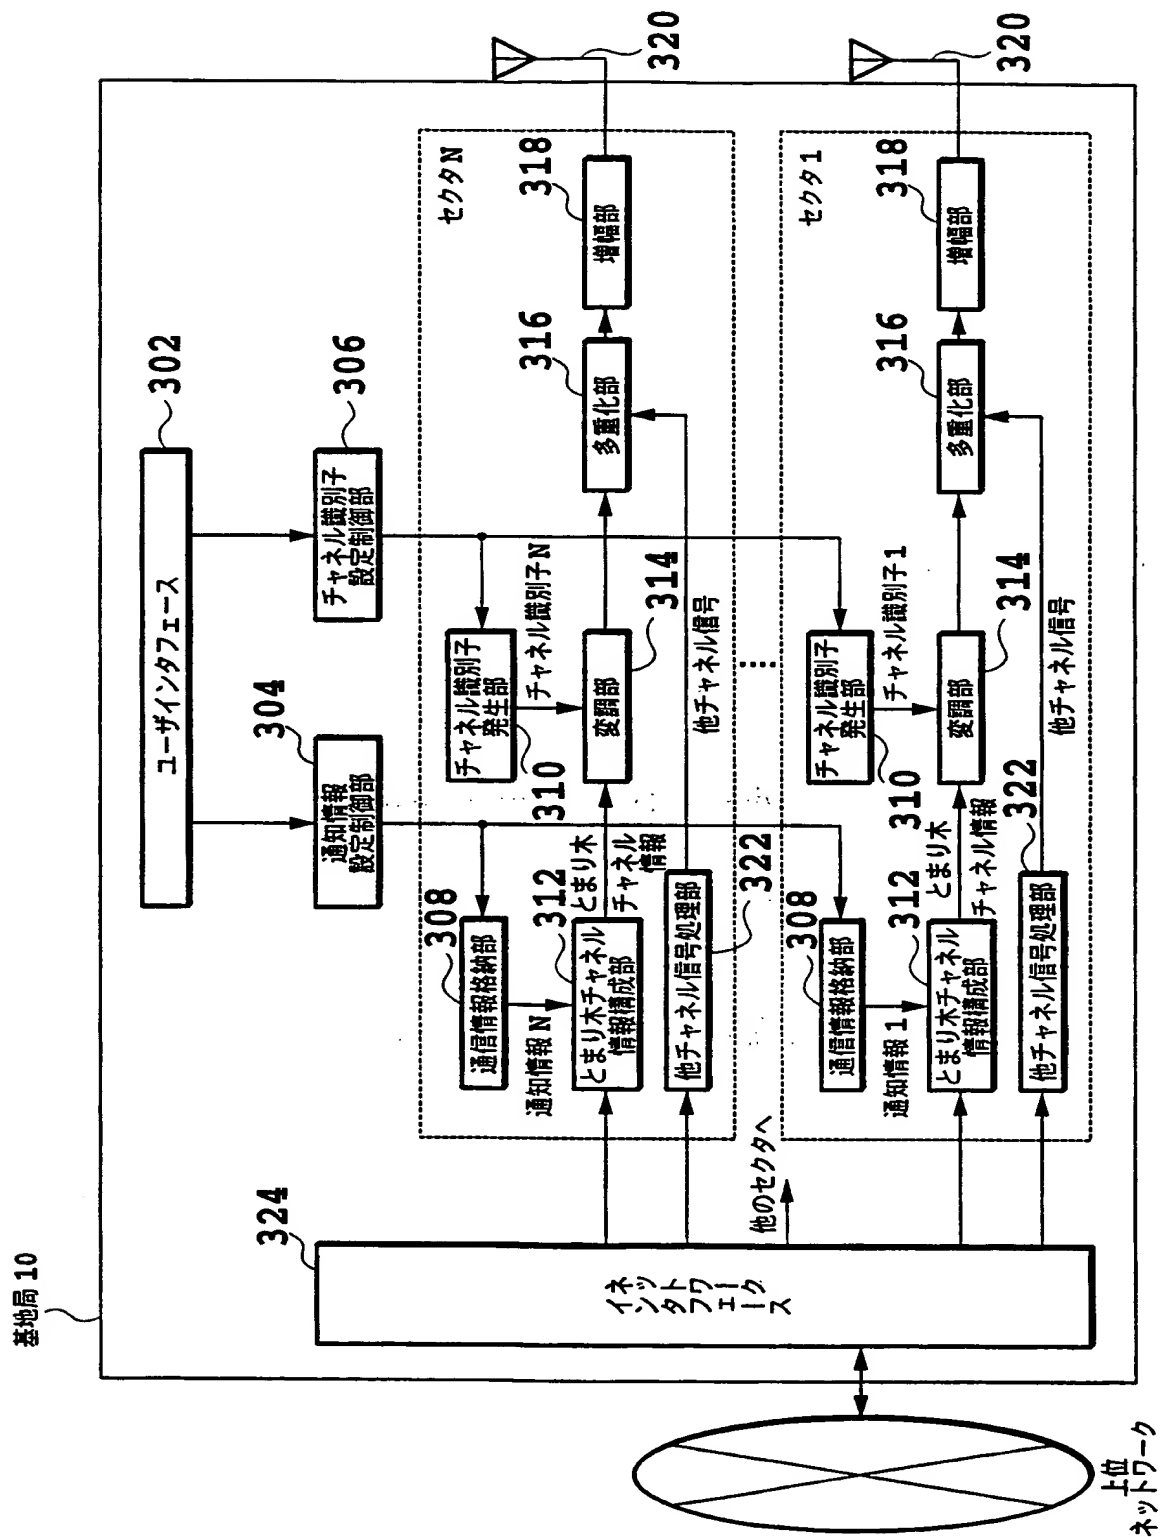 基地局10
302
ユーザインタフェース
304
通知情報
設定制御部
306
チャネル識別子
設定制御部
セクタN
308
通信情報格納部
通知情報N
310
チャネル識別子
発生部
チャネル識別子N
312
とまり木チャネル
情報構成部
とまり木
チャネル
情報
314
変調部
316
多重化部
318
増幅部
320
322
他チャネル信号処理部
他チャネル信号
セクタ1
308
通信情報格納部
通知情報1
310
チャネル識別子
発生部
チャネル識別子1
312
とまり木チャネル
情報構成部
とまり木
チャネル情報
314
変調部
316
多重化部
318
増幅部
320
322
他チャネル信号処理部
他チャネル信号
他のセクタへ
324
ネットワーク
インタフェース
上位
ネットワーク